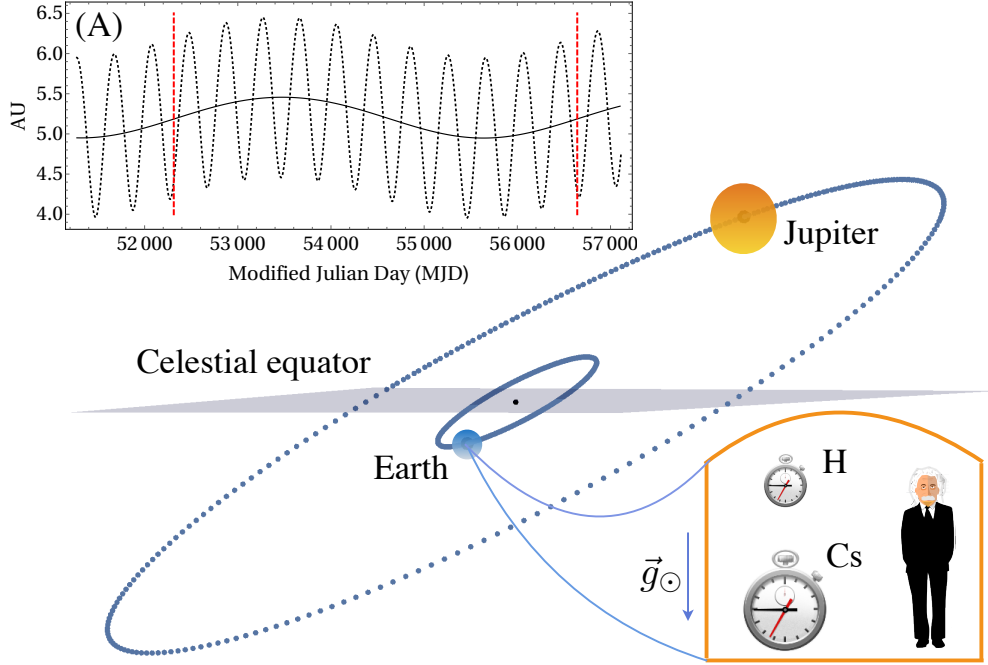 (A)
6.5
6.0
5.5
5.0
4.5
4.0
AU
52 000 53 000 54 000 55 000 56 000 57 000
Modified Julian Day (MJD)
Jupiter
Celestial equator
Earth
H
Cs
g⃗⊙